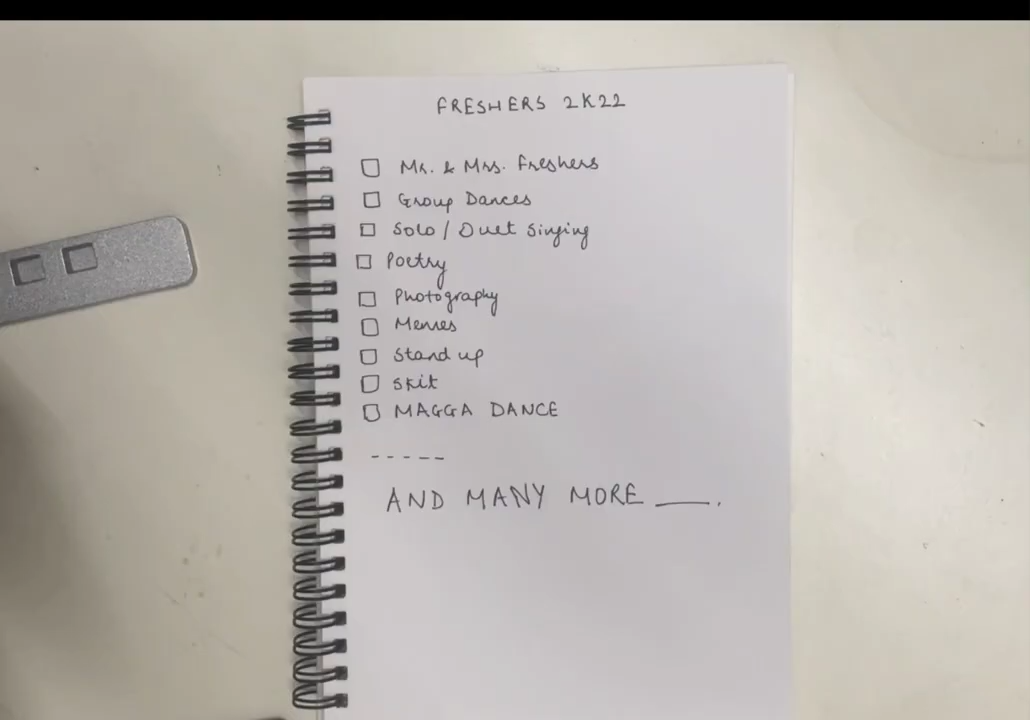 FRESHERS 2K22
Mr. & Mrs. Freshers
Group Dances
Solo / Duet Singing
Poetry
Photography
Memes
Stand up
Skit
MAGGA DANCE
-----
AND MANY MORE ___.